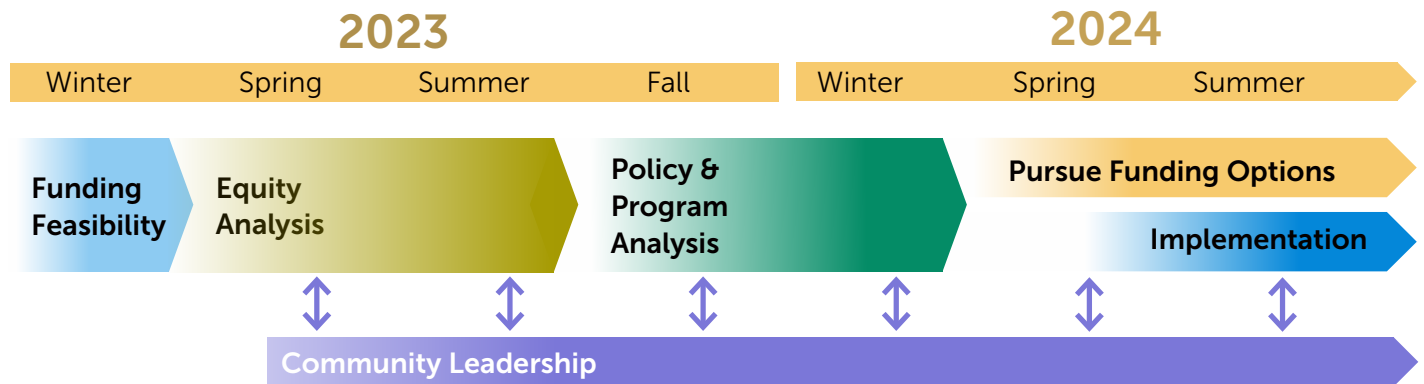 2023
2024
Winter Spring Summer Fall Winter Spring Summer
Funding
Feasibility
Equity
Analysis
Policy &
Program
Analysis
Pursue Funding Options
Implementation
Community Leadership